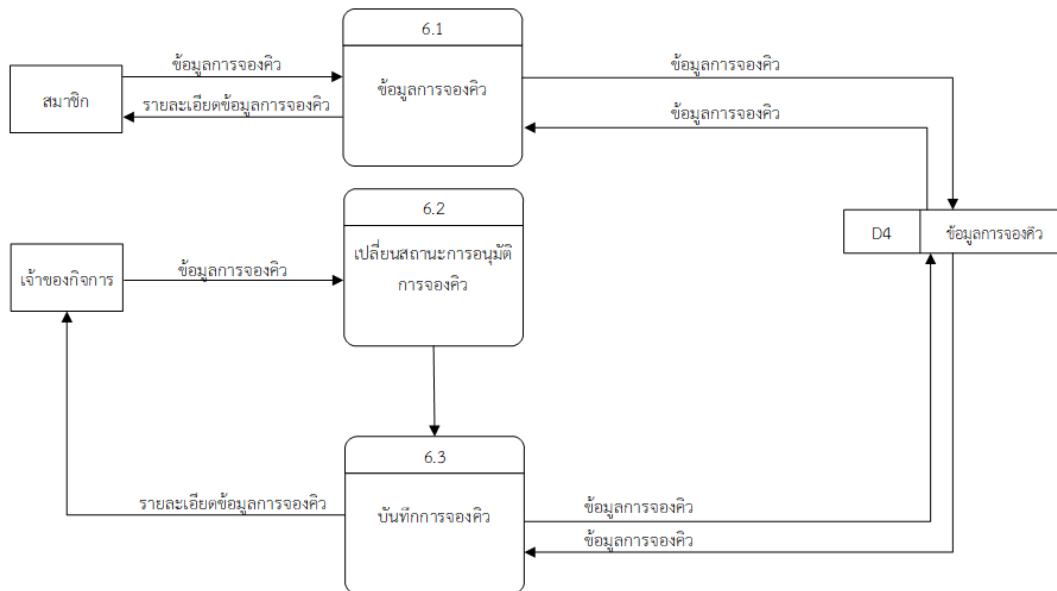 6.1
ข้อมูลการจองคิว
ข้อมูลการจองคิว
สมาชิก
ข้อมูลการจองคิว
รายละเอียดข้อมูลการจองคิว
ข้อมูลการจองคิว
6.2
D4
ข้อมูลการจองคิว
เปลี่ยนสถานะการอนุมัติ
การจองคิว
เจ้าของกิจการ
ข้อมูลการจองคิว
6.3
รายละเอียดข้อมูลการจองคิว
บันทึกการจองคิว
ข้อมูลการจองคิว
ข้อมูลการจองคิว